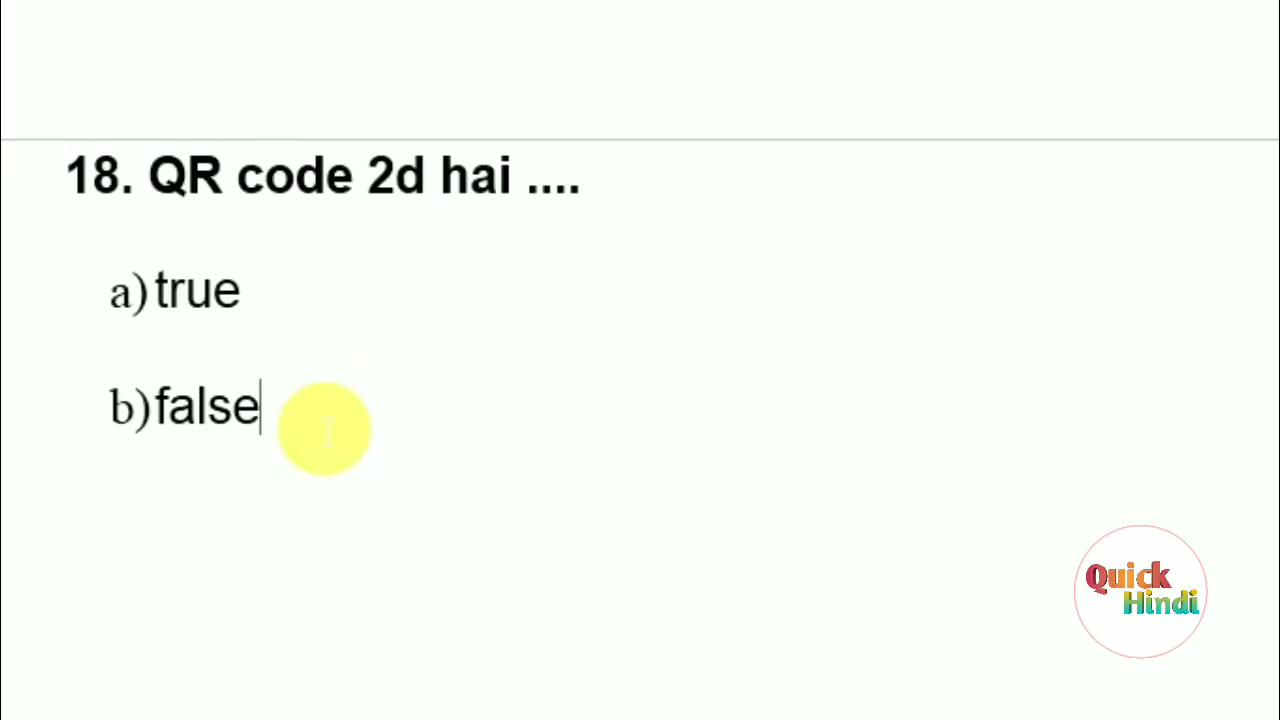 18. QR code 2d hai ....
a) true
b) false
Quick
Hindi